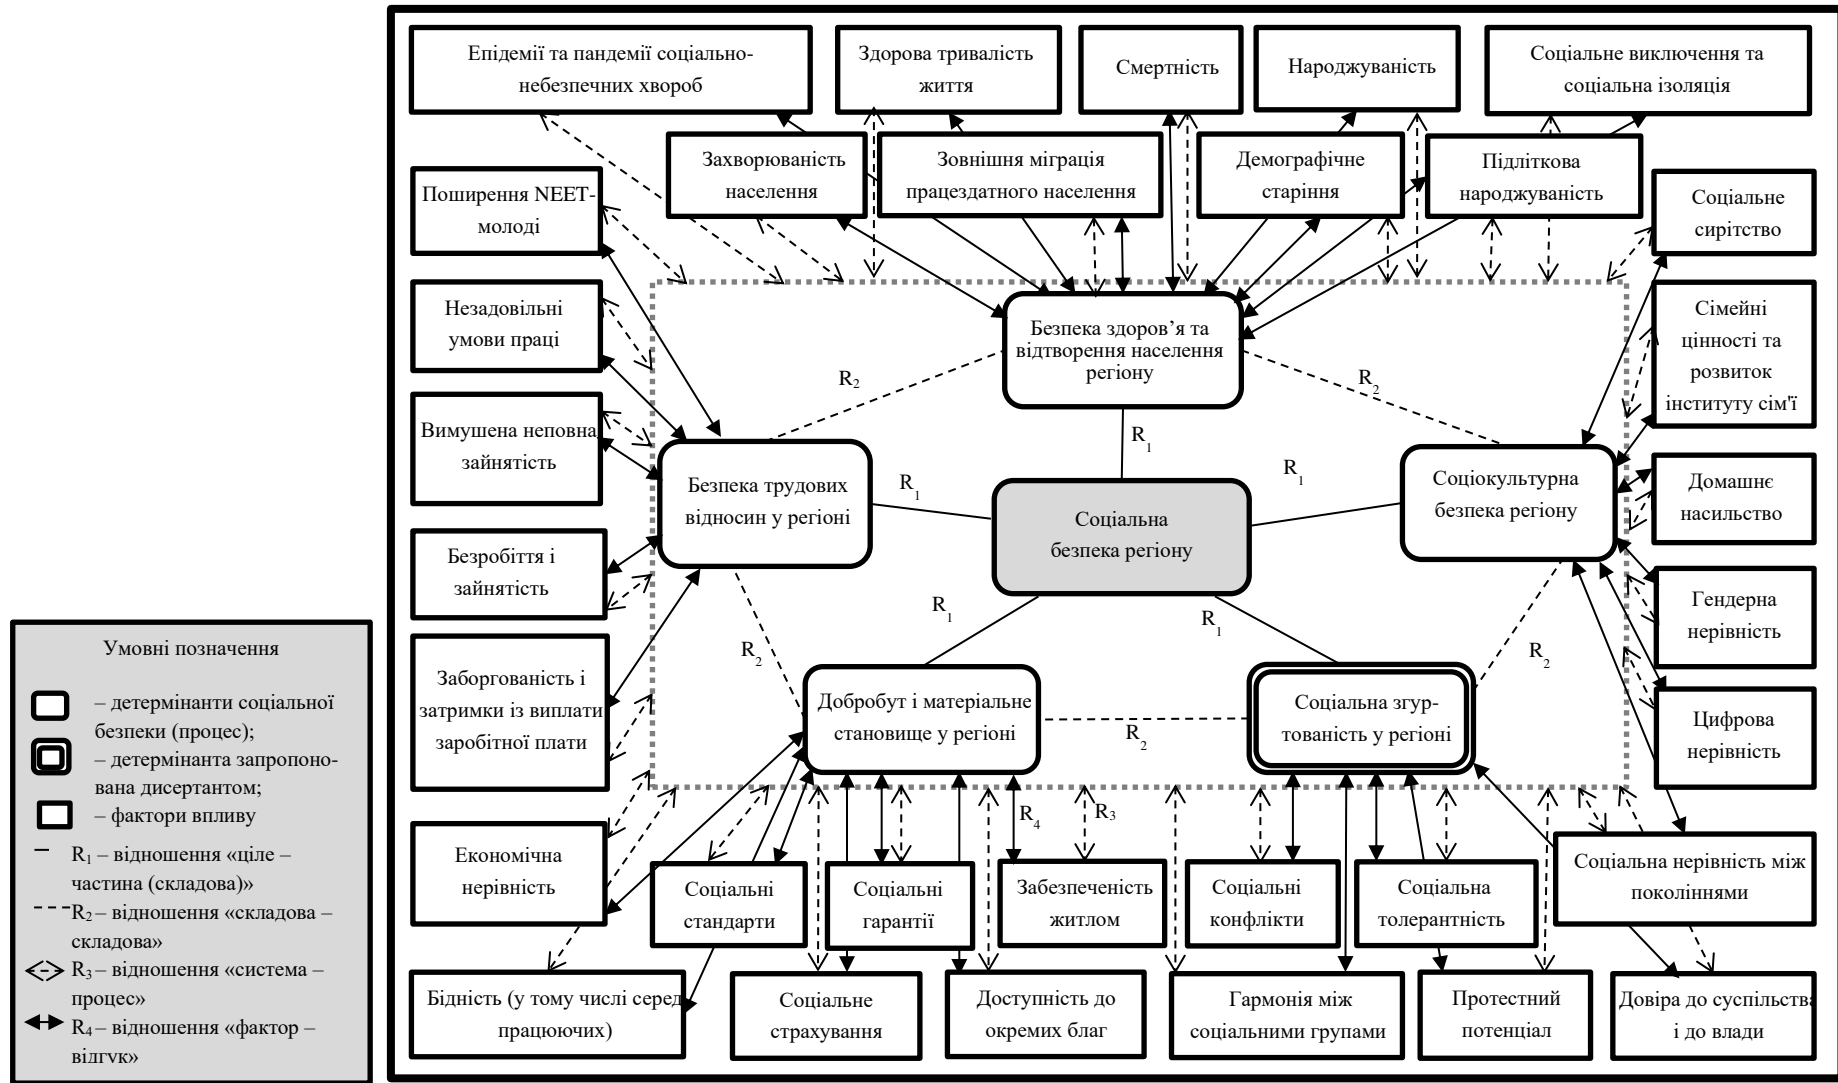 Епідемії та пандемії соціально-
небезпечних хвороб
Здорова тривалість
життя
Смертність
Народжуваність
Соціальне виключення та
соціальна ізоляція
Захворюваність
населення
Зовнішня міграція
працездатного населення
Демографічне
старіння
Підліткова
народжуваність
Поширення NEET-
молоді
Соціальне
сирітство
Незадовільні
умови праці
Безпека здоров’я та
відтворення населення
регіону
Сімейні
цінності та
розвиток
інституту сім'ї
R2
R2
R1
Вимушена неповна
зайнятість
Безпека трудових
відносин у регіоні
R1
Соціальна
безпека регіону
R1
Соціокультурна
безпека регіону
Домашнє
насильство
Безробіття і
зайнятість
Гендерна
нерівність
R1
R1
R2
R2
Заборгованість і
затримки із виплати
заробітної плати
Добробут і матеріальне
становище у регіоні
R2
Соціальна згур-
тованість у регіоні
Цифрова
нерівність
R4
R3
Економічна
нерівність
Соціальні
стандарти
Соціальні
гарантії
Забезпеченість
житлом
Соціальні
конфлікти
Соціальна
толерантність
Соціальна нерівність між
поколіннями
Бідність (у тому числі серед
працюючих)
Соціальне
страхування
Доступність до
окремих благ
Гармонія між
соціальними групами
Протестний
потенціал
Довіра до суспільства
і до влади
Умовні позначення
– детермінанти соціальної
безпеки (процес);
– детермінанта запропоно-
вана дисертантом;
– фактори впливу
R1 – відношення «ціле –
частина (складова)»
R2 – відношення «складова –
складова»
R3 – відношення «система –
процес»
R4 – відношення «фактор –
відгук»